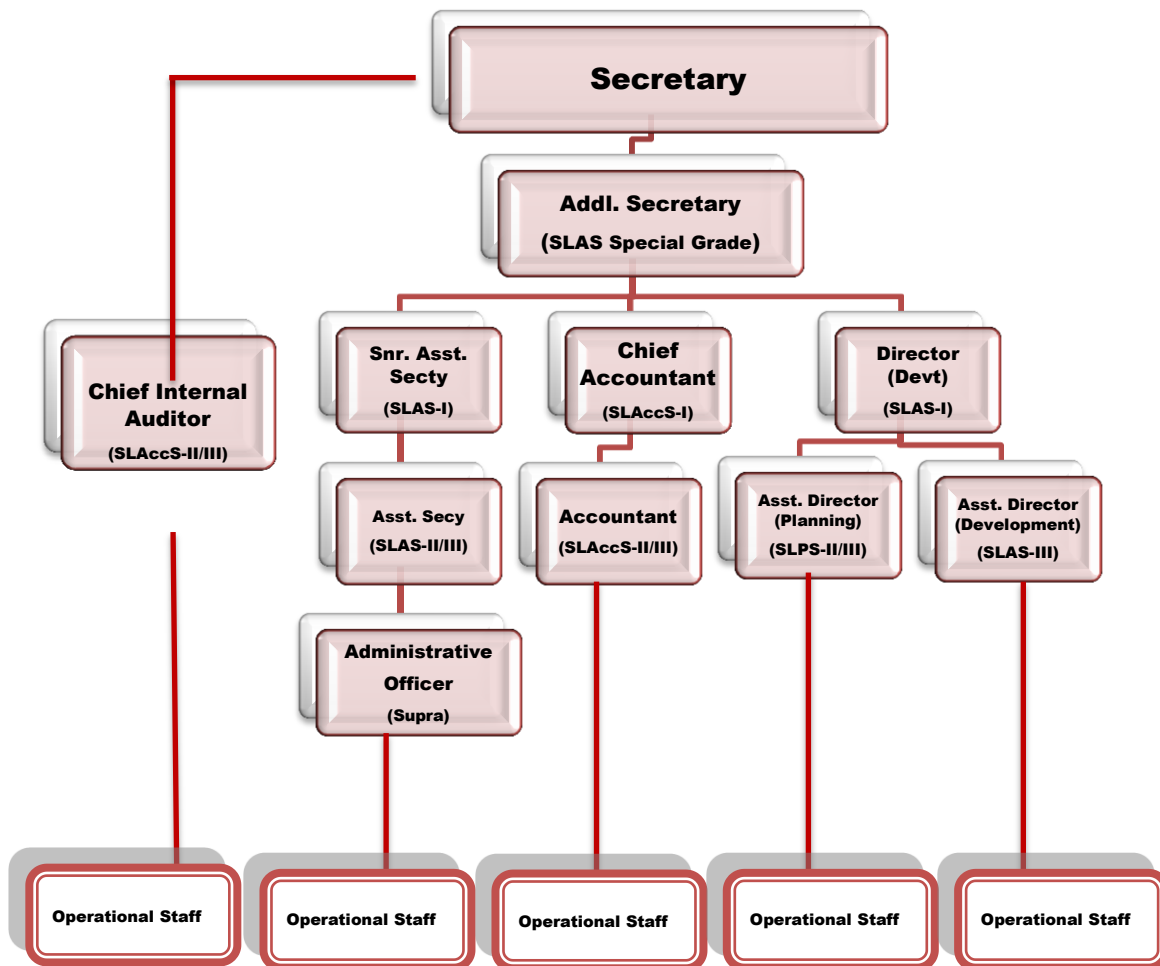 Secretary
Addl. Secretary
(SLAS Special Grade)
Chief Internal
Auditor
(SLAccS-II/III)
Snr. Asst.
Secty
(SLAS-I)
Chief
Accountant
(SLAccS-I)
Director
(Devt)
(SLAS-I)
Asst. Secy
(SLAS-II/III)
Accountant
(SLAccS-II/III)
Asst. Director
(Planning)
(SLPS-II/III)
Asst. Director
(Development)
(SLAS-III)
Administrative
Officer
(Supra)
Operational Staff
Operational Staff
Operational Staff
Operational Staff
Operational Staff